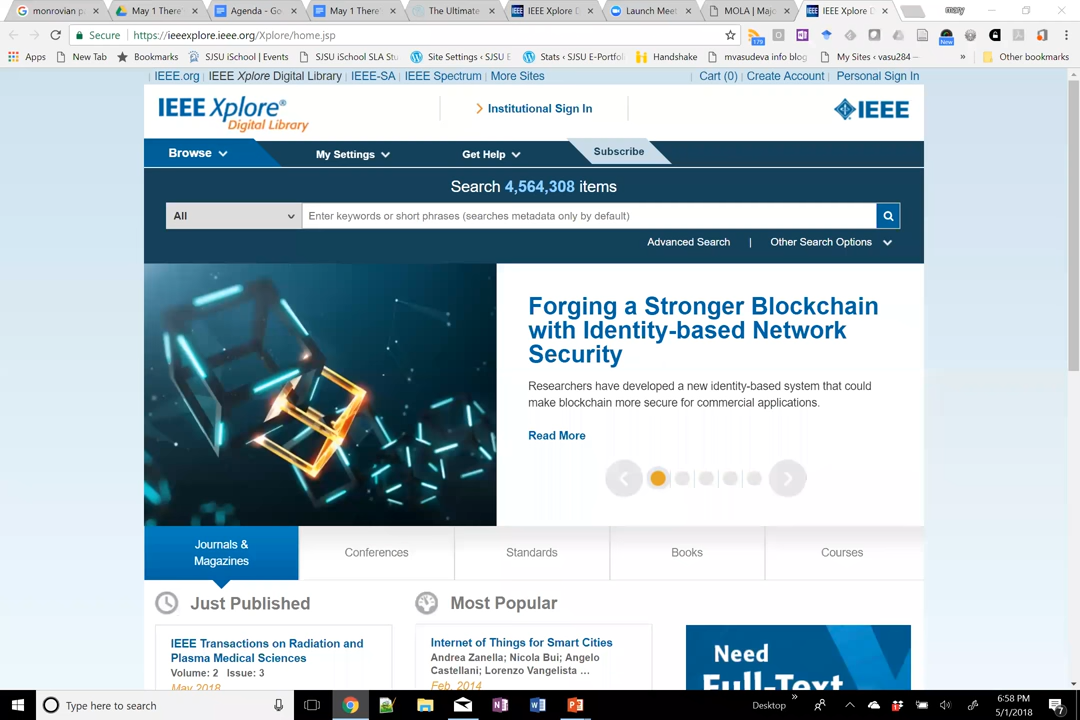 monrovian p
May 1 There
Agenda - Go
May 1 There
The Ultimate
IEEE Xplore D
Launch Meet
MOLA | Majo
IEEE Xplore D
mary
Secure
https://ieeexplore.ieee.org/Xplore/home.jsp
179
New
Apps
New Tab
Bookmarks
SJSU iSchool | Events
SJSU iSchool SLA Stu
Site Settings ‹ SJSU E
Stats ‹ SJSU E-Portfol
Handshake
mvasudeva info blog
My Sites ‹ vasu284 —
»
Other bookmarks
IEEE.org | IEEE Xplore Digital Library | IEEE-SA | IEEE Spectrum | More Sites
Cart (0) | Create Account | Personal Sign In
IEEE Xplore®
Digital Library
Institutional Sign In
IEEE
Browse
My Settings
Get Help
Subscribe
Search 4,564,308 items
All
Enter keywords or short phrases (searches metadata only by default)
Advanced Search | Other Search Options
Forging a Stronger Blockchain
with Identity-based Network
Security
Researchers have developed a new identity-based system that could
make blockchain more secure for commercial applications.
Read More
Journals &
Magazines
Conferences
Standards
Books
Courses
Just Published
Most Popular
IEEE Transactions on Radiation and
Plasma Medical Sciences
Volume: 2 Issue: 3
May 2018
Internet of Things for Smart Cities
Andrea Zanella; Nicola Bui; Angelo
Castellani; Lorenzo Vangelista ...
Feb. 2014
Need
Full-Text
Type here to search
Desktop
»
6:58 PM
5/1/2018
7